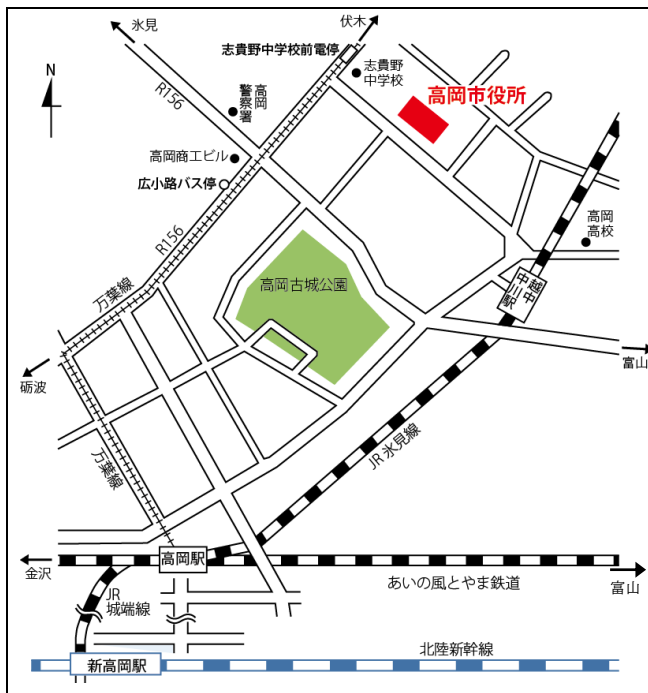 氷見
伏木
志貴野中学校前電停
志貴野
中学校
N
R156
高岡
警察署
高岡市役所
高岡商工ビル
広小路バス停
R156
高岡
高校
高岡古城公園
越中
中川駅
万葉線
富山
砺波
万葉線
JR氷見線
高岡駅
金沢
あいの風とやま鉄道
富山
JR
城端線
北陸新幹線
新高岡駅